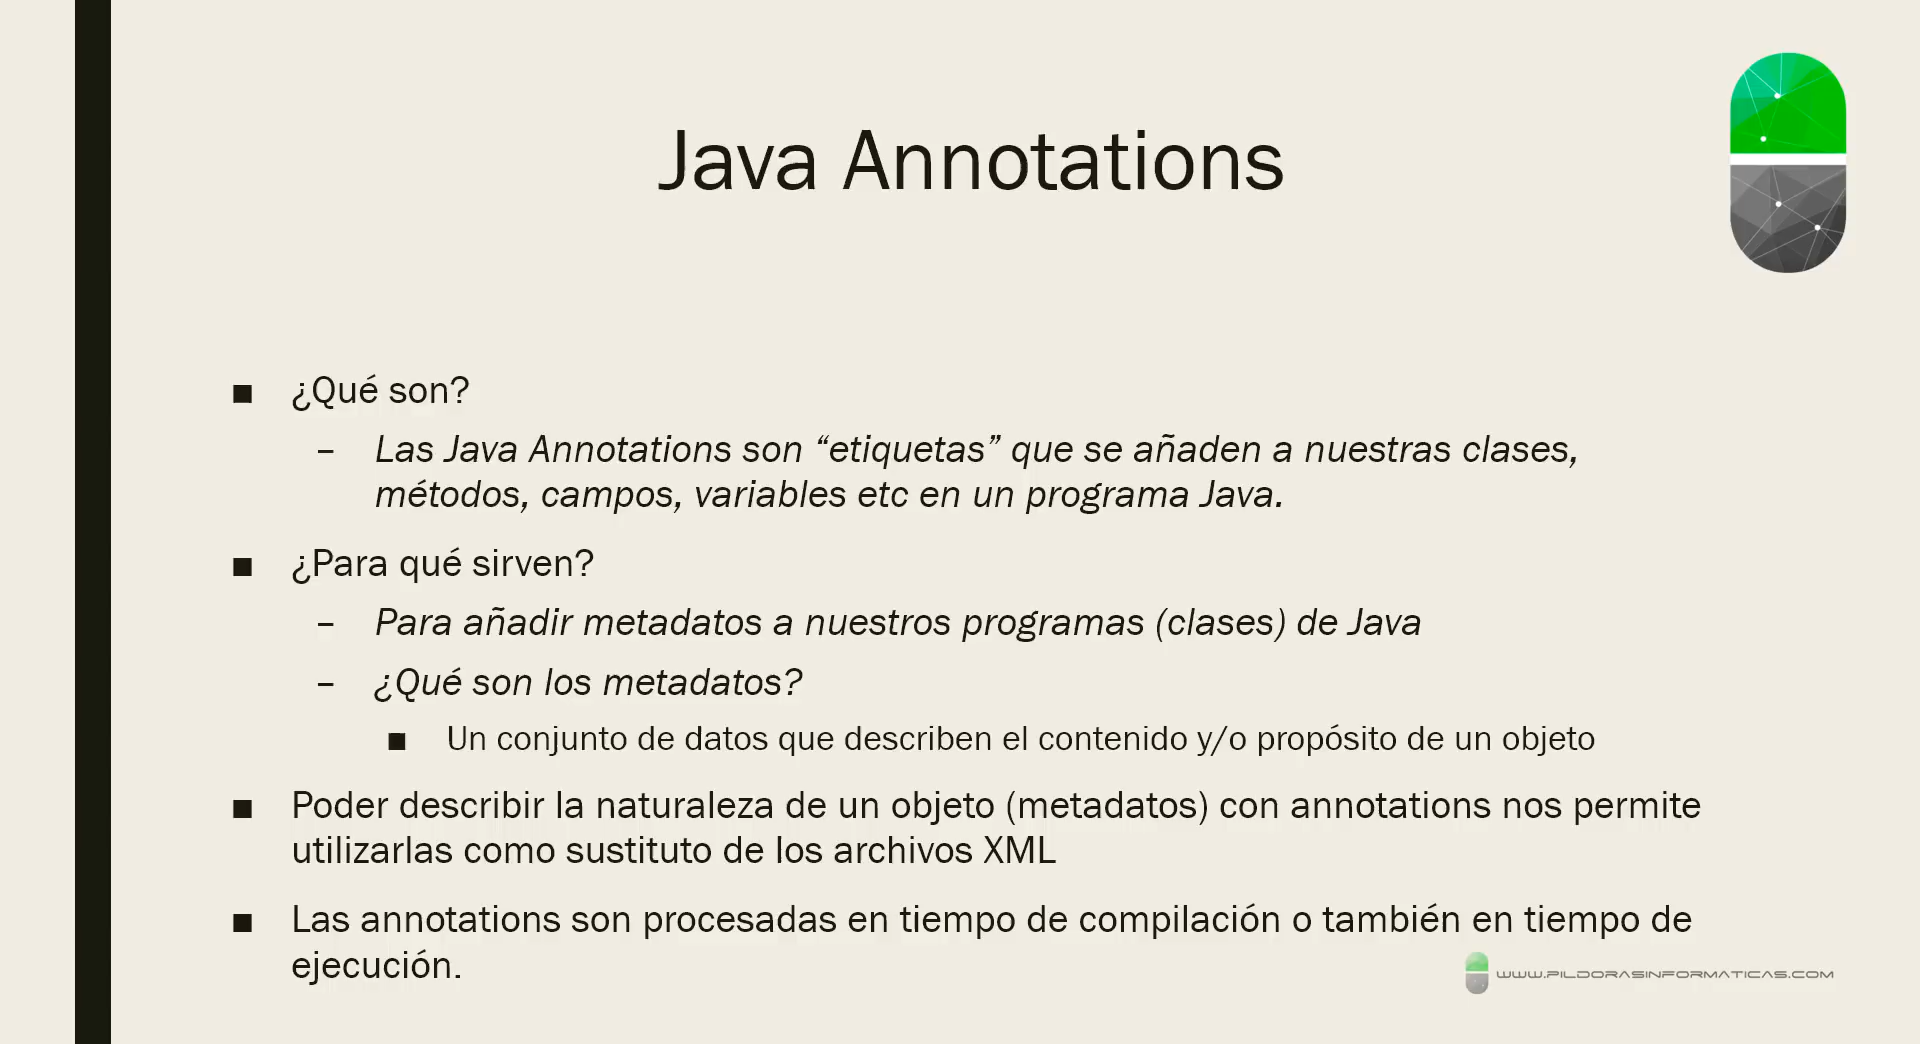 Java Annotations
■ ¿Qué son?
– Las Java Annotations son “etiquetas” que se añaden a nuestras clases,
métodos, campos, variables etc en un programa Java.
■ ¿Para qué sirven?
– Para añadir metadatos a nuestros programas (clases) de Java
– ¿Qué son los metadatos?
■ Un conjunto de datos que describen el contenido y/o propósito de un objeto
■ Poder describir la naturaleza de un objeto (metadatos) con annotations nos permite
utilizarlas como sustituto de los archivos XML
■ Las annotations son procesadas en tiempo de compilación o también en tiempo de
ejecución.
WWW.PILDORASINFORMATICAS.COM